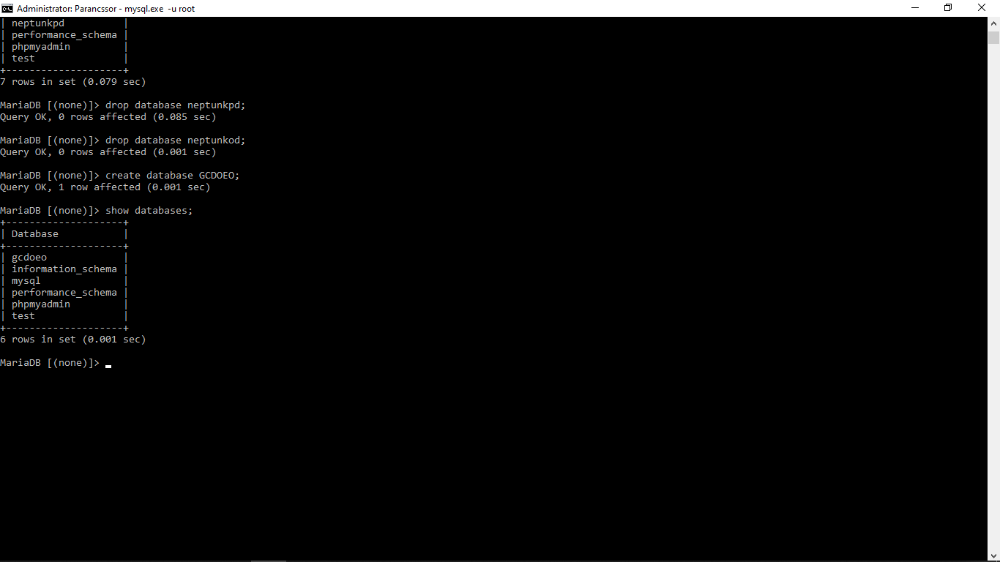 Administrator: Parancssor - mysql.exe  -u root
| neptunkpd          |
| performance_schema |
| phpmyadmin         |
| test               |
+--------------------+
7 rows in set (0.079 sec)
MariaDB [(none)]> drop database neptunkpd;
Query OK, 0 rows affected (0.085 sec)
MariaDB [(none)]> drop database neptunkod;
Query OK, 0 rows affected (0.001 sec)
MariaDB [(none)]> create database GCDOEO;
Query OK, 1 row affected (0.001 sec)
MariaDB [(none)]> show databases;
+--------------------+
| Database           |
+--------------------+
| gcdoeo             |
| information_schema |
| mysql              |
| performance_schema |
| phpmyadmin         |
| test               |
+--------------------+
6 rows in set (0.001 sec)
MariaDB [(none)]> _